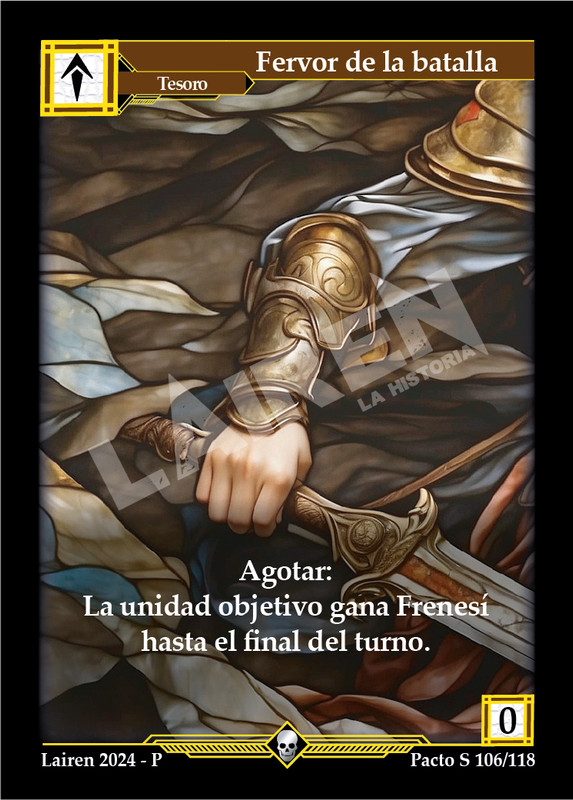 Fervor de la batalla
Tesoro
LAIRÉN
LA HISTORIA
Agotar:
La unidad objetivo gana Frenesí
hasta el final del turno.
0
Lairen 2024 - P
Pacto S 106/118